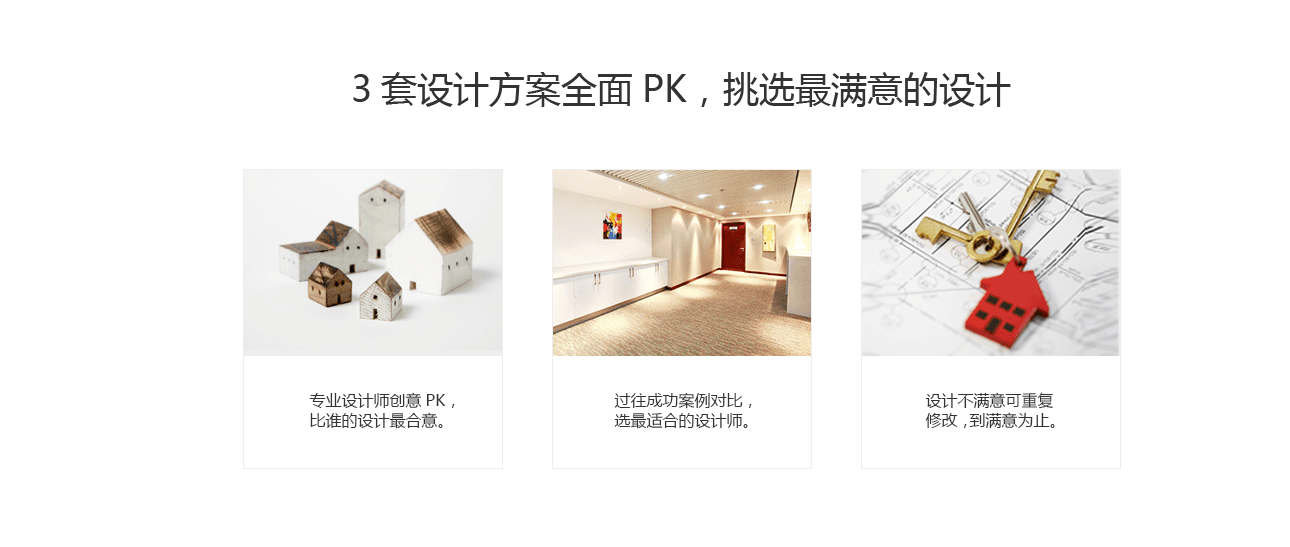 3 套设计方案全面 PK，挑选最满意的设计
专业设计师创意 PK，
比谁的设计最合意。
过往成功案例对比，
选最适合的设计师。
设计不满意可重复
修改，到满意为止。